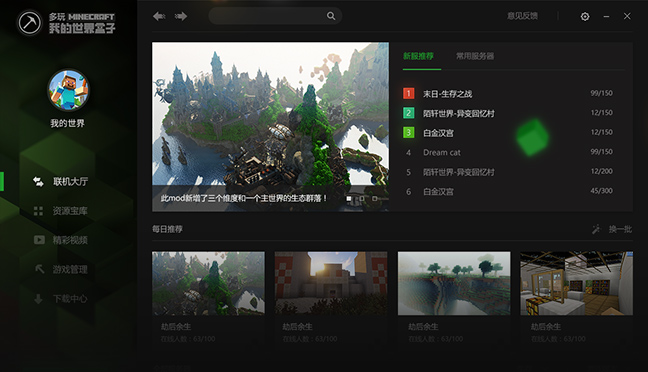 多玩 MINECRAFT
我的世界盒子
意见反馈
我的世界
联机大厅
资源宝库
精彩视频
游戏管理
下载中心
新服推荐 常用服务器
1 末日-生存之战 99/150
2 陌轩世界-异变回忆村 12/150
3 白金汉宫 12/150
4 Dream cat 99/150
5 陌轩世界-异变回忆村 12/200
6 白金汉宫 45/300
此mod新增了三个维度和一个主世界的生态群落！
每日推荐 换一批
幼后余生 幼后余生 幼后余生 幼后余生
在线人数：63/100 在线人数：63/100 在线人数：63/100 在线人数：63/100